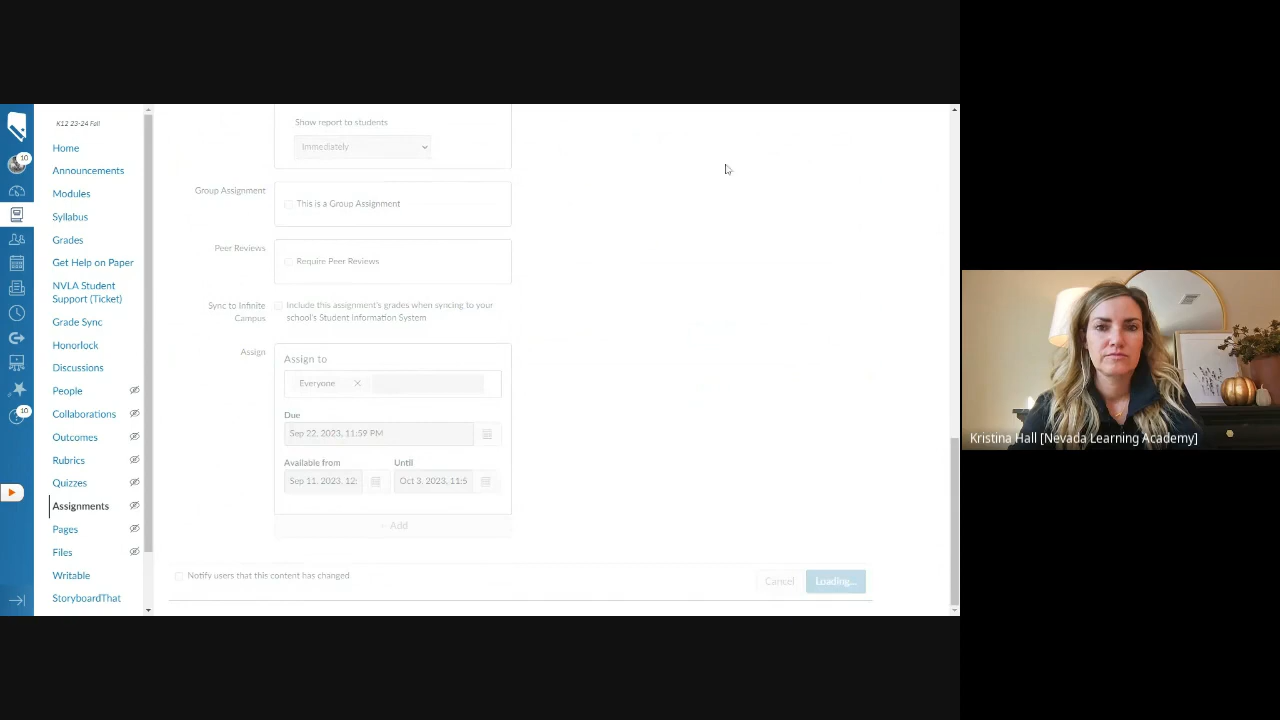 K12 23-24 Fall
Home
Announcements
Modules
Syllabus
Grades
Get Help on Paper
NVLA Student
Support (Ticket)
Grade Sync
Honorlock
Discussions
People
Collaborations
Outcomes
Rubrics
Quizzes
Assignments
Pages
Files
Writable
StoryboardThat
10
10
Show report to students
Immediately
Group Assignment
This is a Group Assignment
Peer Reviews
Require Peer Reviews
Sync to Infinite
Campus
Include this assignment's grades when syncing to your
school's Student Information System
Assign
Assign to
Everyone
Due
Sep 22, 2023, 11:59 PM
Available from
Until
Sep 11, 2023, 12:
Oct 3, 2023, 11:5
+ Add
Notify users that this content has changed
Cancel
Loading...
Kristina Hall [Nevada Learning Academy]